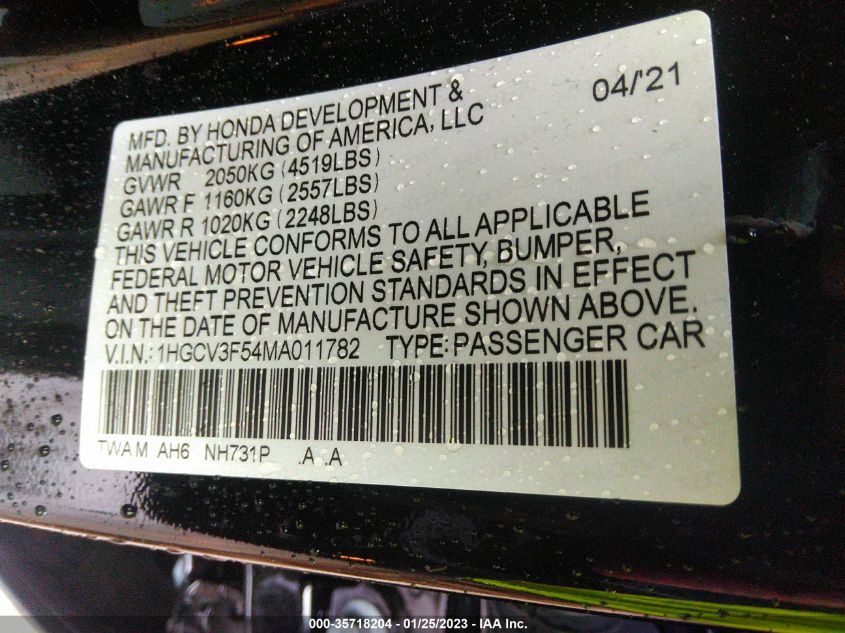 04/'21
MFD. BY HONDA DEVELOPMENT &
MANUFACTURING OF AMERICA, LLC
GVWR 2050KG (4519LBS)
GAWR F 1160KG (2557LBS)
GAWR R 1020KG (2248LBS)
THIS VEHICLE CONFORMS TO ALL APPLICABLE
FEDERAL MOTOR VEHICLE SAFETY, BUMPER,
AND THEFT PREVENTION STANDARDS IN EFFECT
ON THE DATE OF MANUFACTURE SHOWN ABOVE.
V.I.N.: 1HGCV3F54MA011782 TYPE: PASSENGER CAR
TWA M AH6 NH731P .A .A
000-35718204 - 01/25/2023 - IAA Inc.